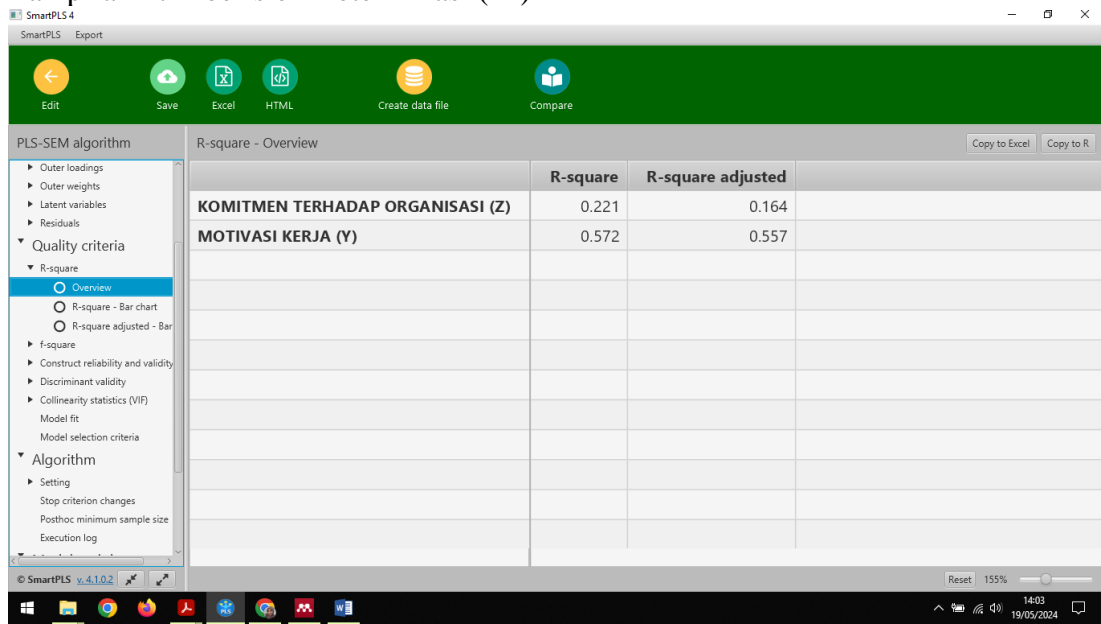 SmartPLS 4
SmartPLS Export
Edit Save Excel HTML Create data file Compare
PLS-SEM algorithm
Outer loadings
Outer weights
Latent variables
Residuals
Quality criteria
R-square
Overview
R-square - Bar chart
R-square adjusted - Bar
f-square
Construct reliability and validity
Discriminant validity
Collinearity statistics (VIF)
Model fit
Model selection criteria
Algorithm
Setting
Stop criterion changes
Posthoc minimum sample size
Execution log
R-square - Overview
Copy to Excel Copy to R
R-square R-square adjusted
KOMITMEN TERHADAP ORGANISASI (Z) 0.221 0.164
MOTIVASI KERJA (Y) 0.572 0.557
© SmartPLS v. 4.1.0.2
Reset 155%
14:03
19/05/2024